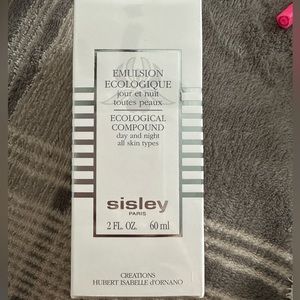 EMULSION
ECOLOGIQUE
jour et nuit
toutes peaux
ECOLOGICAL
COMPOUND
day and night
all skin types
sisley
PARIS
2 FL. OZ. 60 ml
CREATIONS
HUBERT ISABELLE d'ORNANO